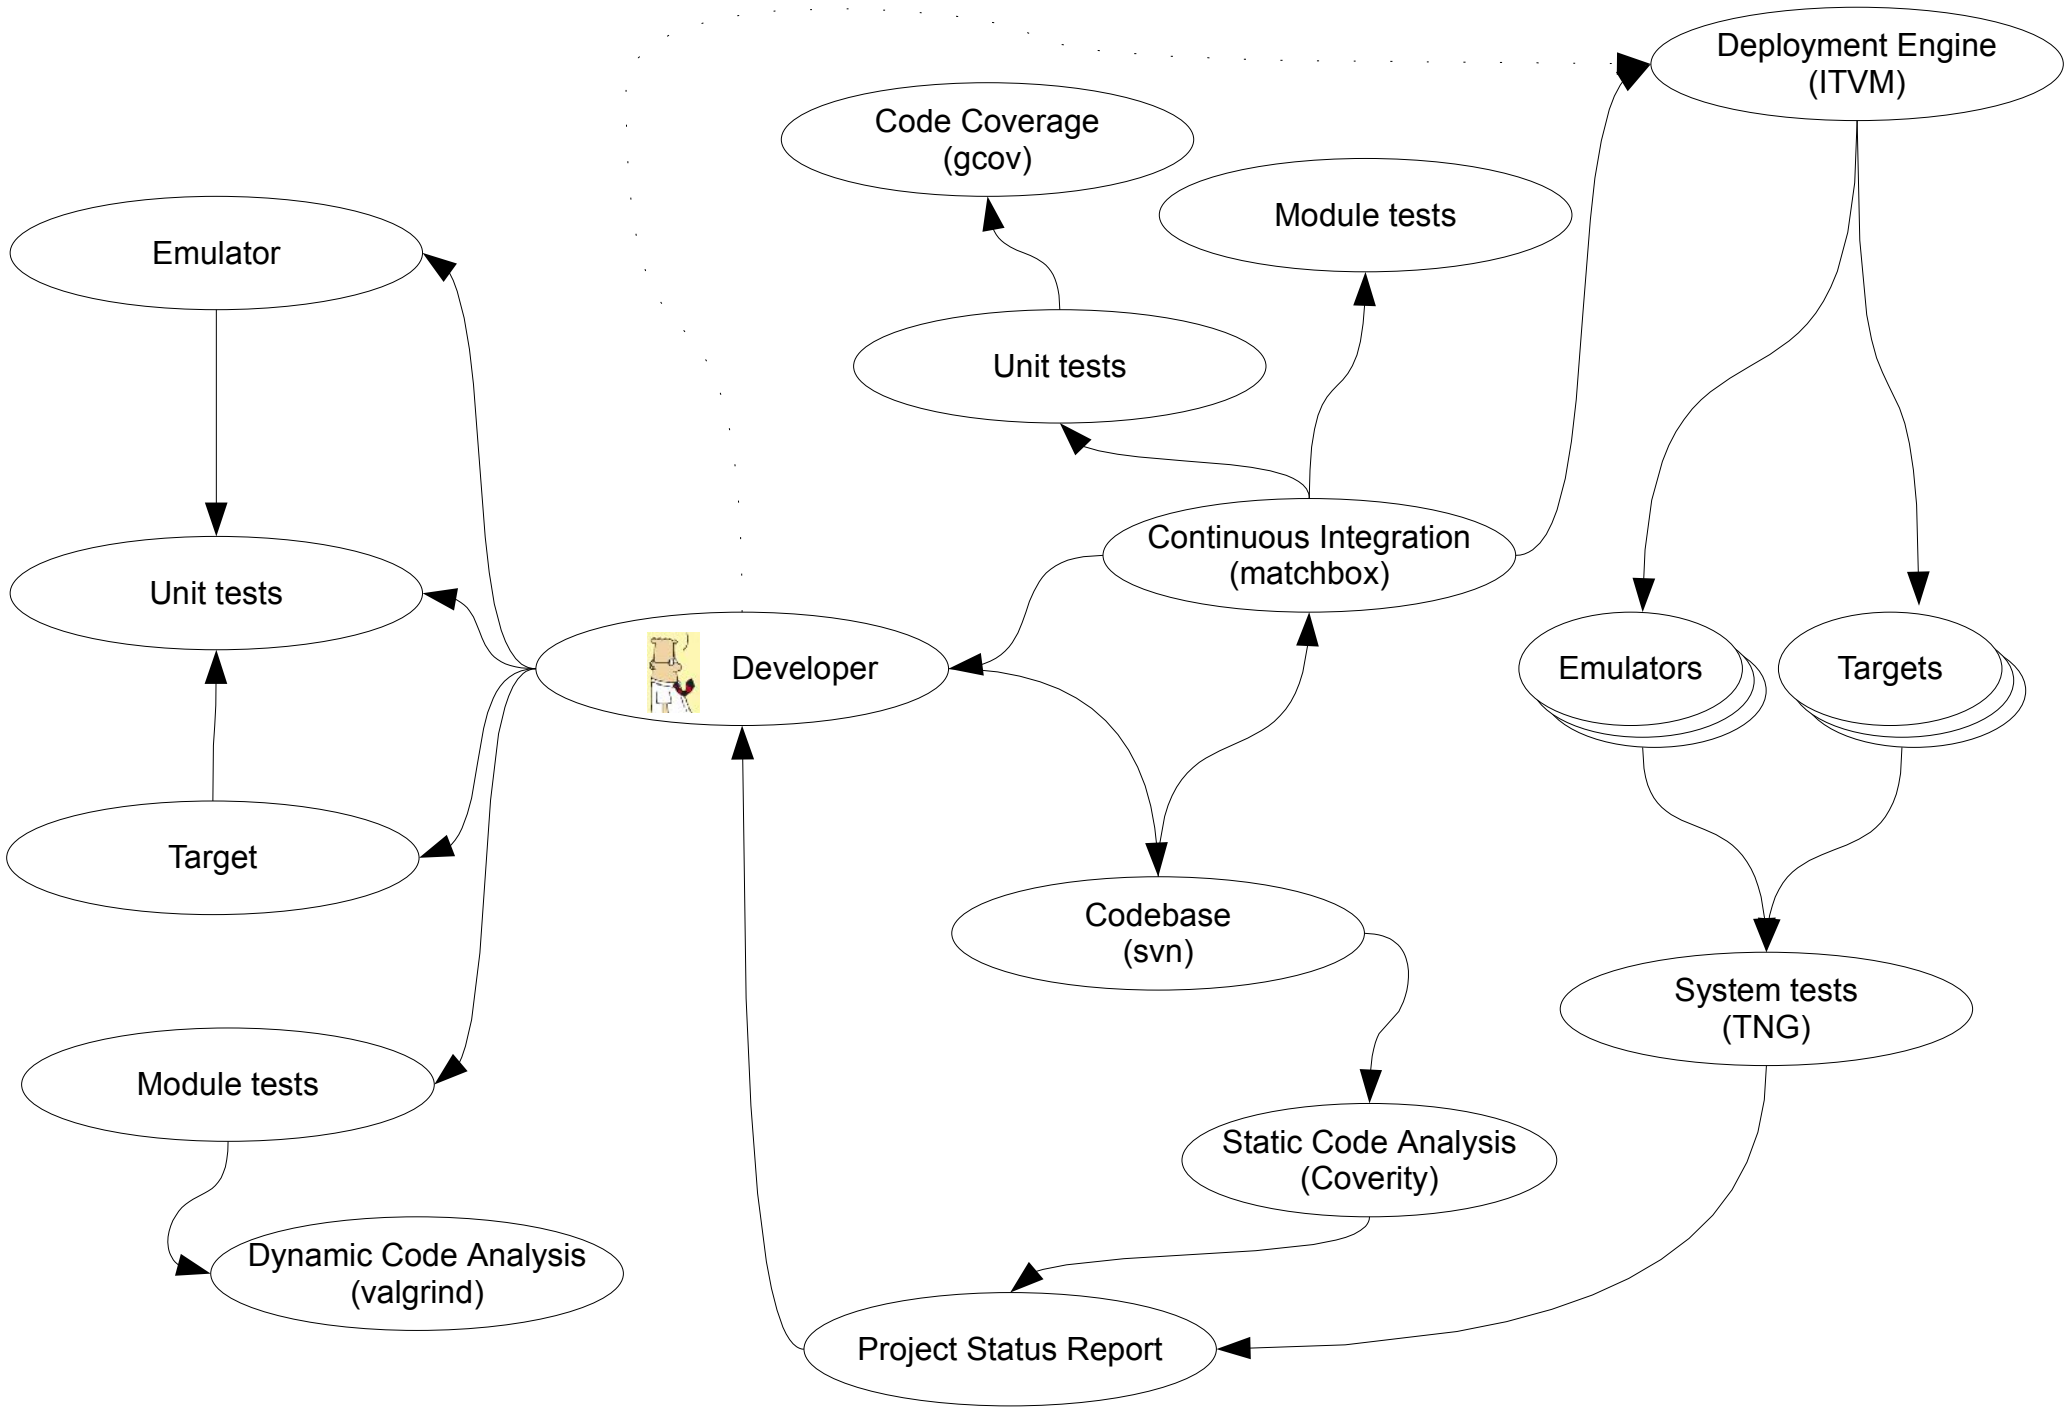 Deployment Engine
(ITVM)
Code Coverage
(gcov)
Module tests
Emulator
Unit tests
Continuous Integration
(matchbox)
Unit tests
Developer
Emulators
Targets
Target
Codebase
(svn)
System tests
(TNG)
Module tests
Static Code Analysis
(Coverity)
Dynamic Code Analysis
(valgrind)
Project Status Report